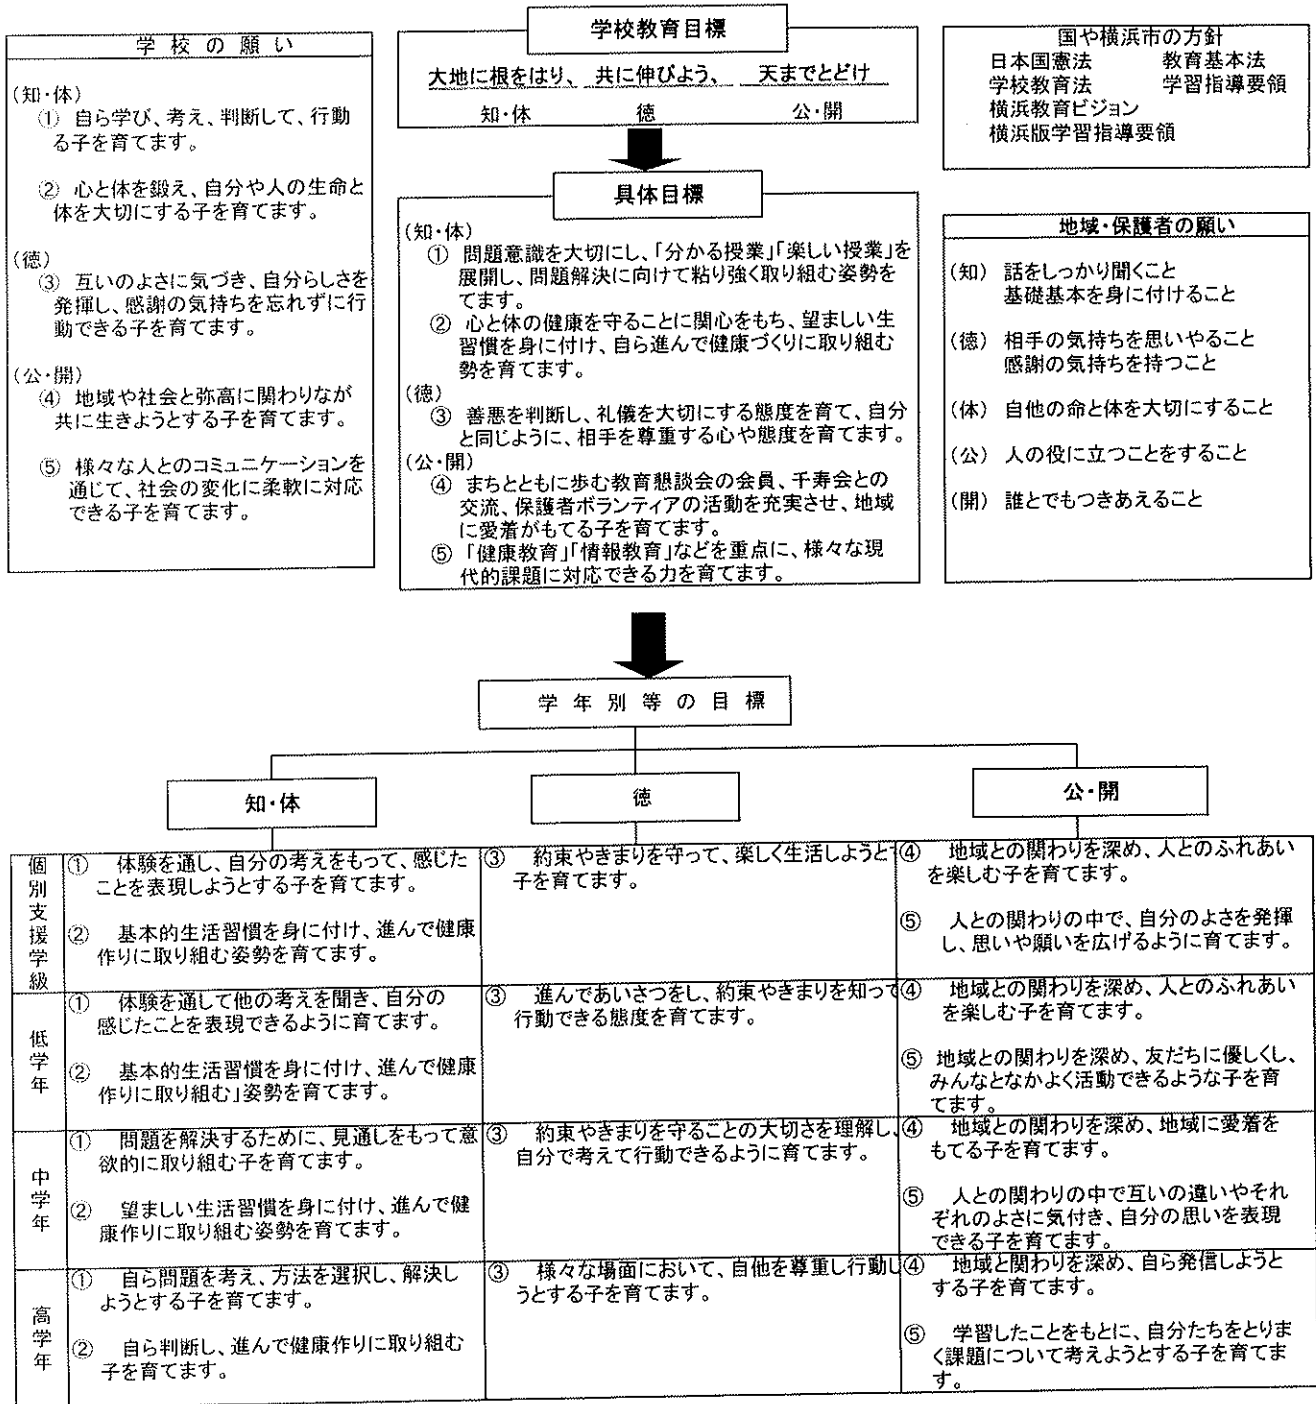 学校の願い
(知・体)
① 自ら学び、考え、判断して、行動
る子を育てます。
② 心と体を鍛え、自分や人の生命と
体を大切にする子を育てます。
(徳)
③ 互いのよさに気づき、自分らしさを
発揮し、感謝の気持ちを忘れずに行
動できる子を育てます。
(公・開)
④ 地域や社会と弥高に関わりなが
共に生きようとする子を育てます。
⑤ 様々な人とのコミュニケーションを
通じて、社会の変化に柔軟に対応
できる子を育てます。
学校教育目標
大地に根をはり、 共に伸びよう、 天までとどけ
知・体 徳 公・開
具体目標
(知・体)
① 問題意識を大切にし、「分かる授業」「楽しい授業」を
展開し、問題解決に向けて粘り強く取り組む姿勢を
てます。
② 心と体の健康を守ることに関心をもち、望ましい生
習慣を身に付け、自ら進んで健康づくりに取り組む
勢を育てます。
(徳)
③ 善悪を判断し、礼儀を大切にする態度を育て、自分
と同じように、相手を尊重する心や態度を育てます。
(公・開)
④ まちとともに歩む教育懇談会の会員、千寿会との
交流、保護者ボランティアの活動を充実させ、地域
に愛着がもてる子を育てます。
⑤ 「健康教育」「情報教育」などを重点に、様々な現
代的課題に対応できる力を育てます。
国や横浜市の方針
日本国憲法 教育基本法
学校教育法 学習指導要領
横浜教育ビジョン
横浜版学習指導要領
地域・保護者の願い
(知) 話をしっかり聞くこと
基礎基本を身に付けること
(徳) 相手の気持ちを思いやること
感謝の気持ちを持つこと
(体) 自他の命と体を大切にすること
(公) 人の役に立つことをすること
(開) 誰とでもつきあえること
学年別等の目標
知・体
徳
公・開
個別支援学級
① 体験を通し、自分の考えをもって、感じた
ことを表現しようとする子を育てます。
② 基本的生活習慣を身に付け、進んで健康
作りに取り組む姿勢を育てます。
③ 約束やきまりを守って、楽しく生活しようと
子を育てます。
④ 地域との関わりを深め、人とのふれあい
を楽しむ子を育てます。
⑤ 人との関わりの中で、自分のよさを発揮
し、思いや願いを広げるように育てます。
低学年
① 体験を通して他の考えを聞き、自分の
感じたことを表現できるように育てます。
② 基本的生活習慣を身に付け、進んで健康
作りに取り組む」姿勢を育てます。
③ 進んであいさつをし、約束やきまりを知って
行動できる態度を育てます。
④ 地域との関わりを深め、人とのふれあい
を楽しむ子を育てます。
⑤ 地域との関わりを深め、友だちに優しくし、
みんなとなかよく活動できるような子を育
てます。
中学年
① 問題を解決するために、見通しをもって意
欲的に取り組む子を育てます。
② 望ましい生活習慣を身に付け、進んで健
康作りに取り組む姿勢を育てます。
③ 約束やきまりを守ることの大切さを理解し、
自分で考えて行動できるように育てます。
④ 地域との関わりを深め、地域に愛着を
もてる子を育てます。
⑤ 人との関わりの中で互いの違いやそれ
ぞれのよさに気付き、自分の思いを表現
できる子を育てます。
高学年
① 自ら問題を考え、方法を選択し、解決し
ようとする子を育てます。
② 自ら判断し、進んで健康作りに取り組む
子を育てます。
③ 様々な場面において、自他を尊重し行動し
うとする子を育てます。
④ 地域と関わりを深め、自ら発信しようと
する子を育てます。
⑤ 学習したことをもとに、自分たちをとりま
く課題について考えようとする子を育てま
す。